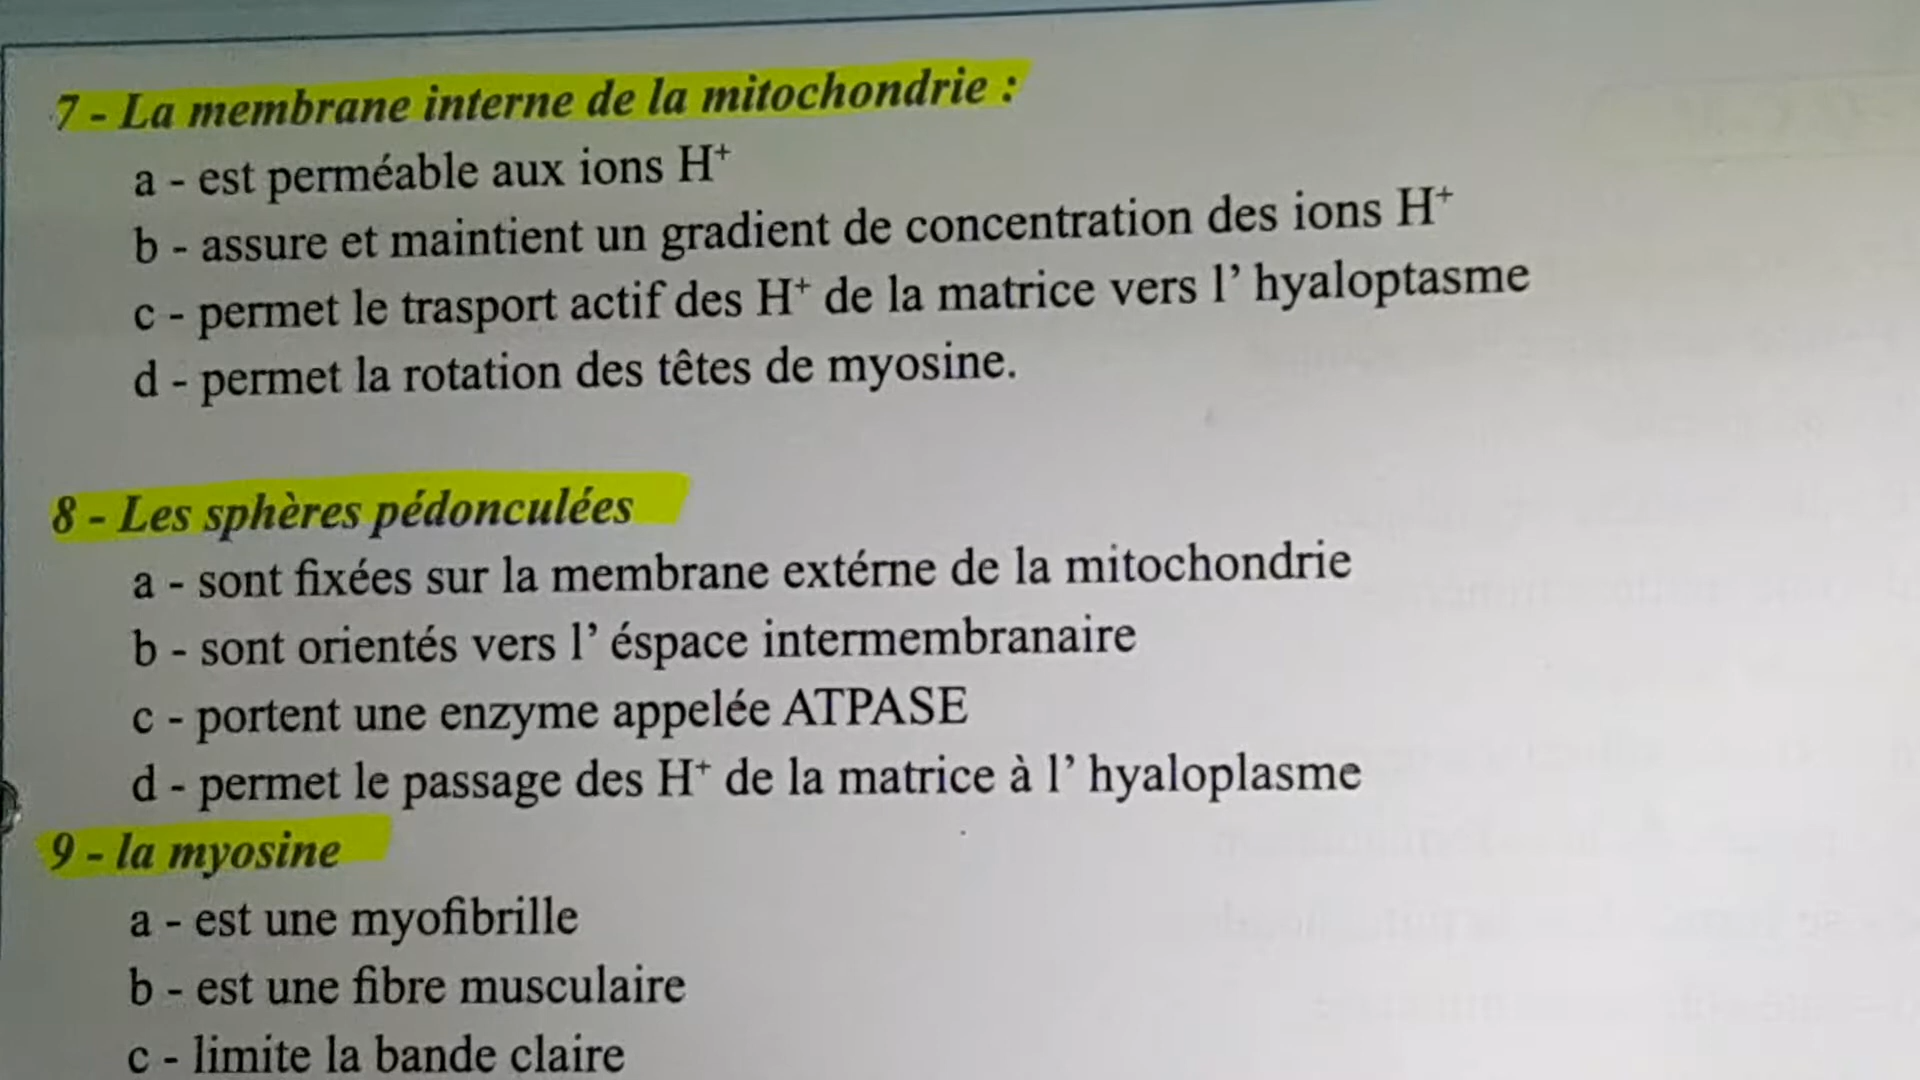 7 - La membrane interne de la mitochondrie :
a - est perméable aux ions H⁺
b - assure et maintient un gradient de concentration des ions H⁺
c - permet le trasport actif des H⁺ de la matrice vers l’ hyaloptasme
d - permet la rotation des têtes de myosine.
8 - Les sphères pédonculées
a - sont fixées sur la membrane extérne de la mitochondrie
b - sont orientés vers l’ éspace intermembranaire
c - portent une enzyme appelée ATPASE
d - permet le passage des H⁺ de la matrice à l’ hyaloplasme
9 - la myosine
a - est une myofibrille
b - est une fibre musculaire
c - limite la bande claire